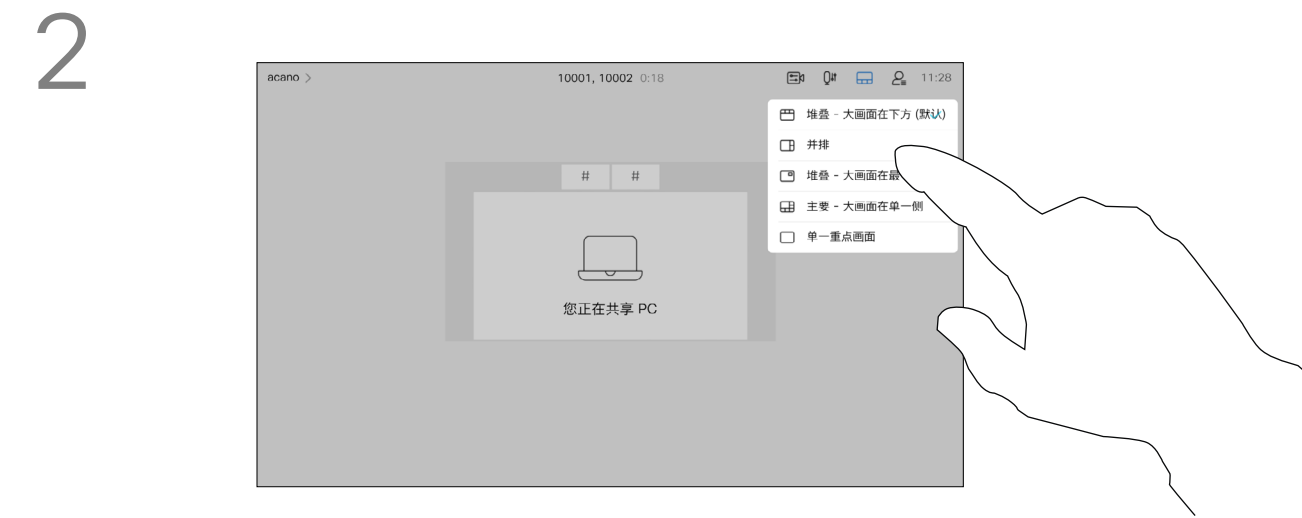 2
acano >
10001, 10002 0:18
11:28
堆叠 - 大画面在下方 (默认)
并排
堆叠 - 大画面在最
主要 - 大画面在单一侧
单一重点画面
# #
您正在共享 PC